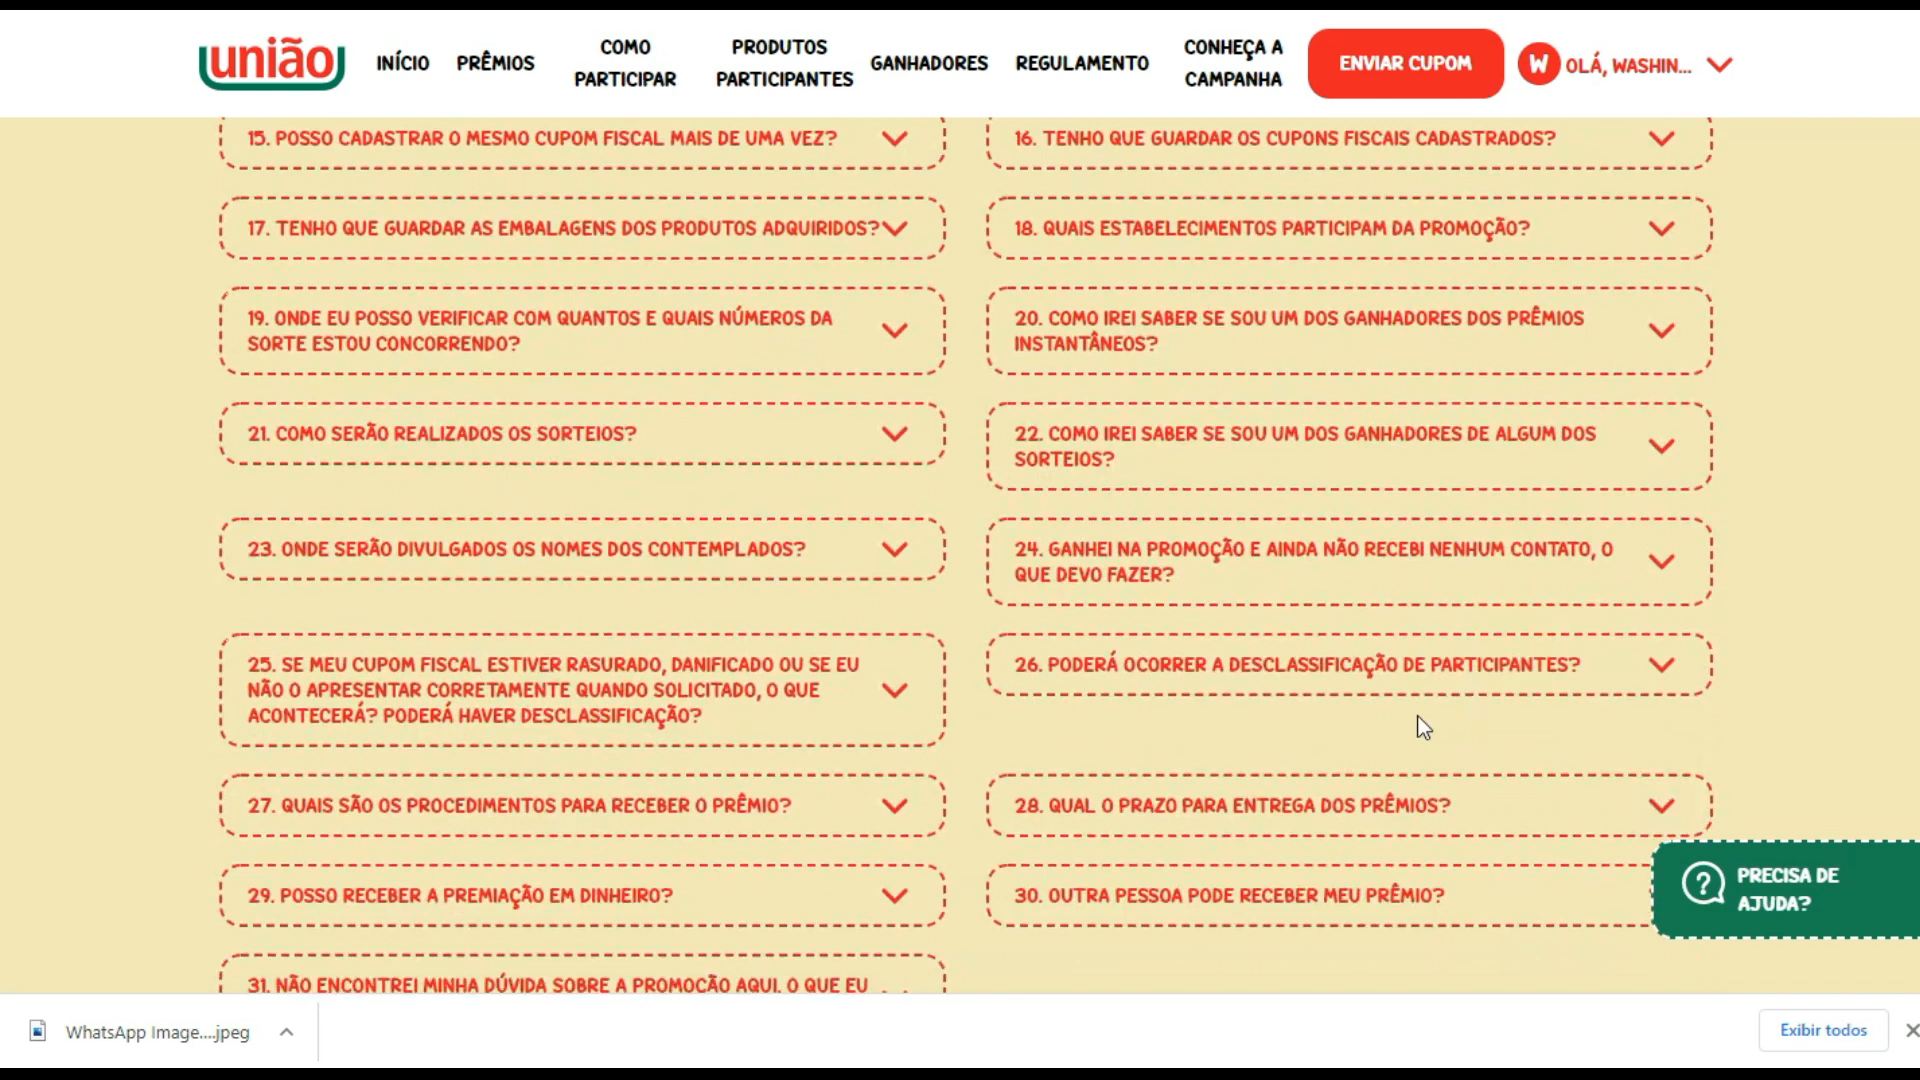 união
INÍCIO
PRÊMIOS
COMO
PARTICIPAR
PRODUTOS
PARTICIPANTES
GANHADORES
REGULAMENTO
CONHEÇA A
CAMPANHA
ENVIAR CUPOM
W
OLÁ, WASHIN...
15. POSSO CADASTRAR O MESMO CUPOM FISCAL MAIS DE UMA VEZ?
16. TENHO QUE GUARDAR OS CUPONS FISCAIS CADASTRADOS?
17. TENHO QUE GUARDAR AS EMBALAGENS DOS PRODUTOS ADQUIRIDOS?
18. QUAIS ESTABELECIMENTOS PARTICIPAM DA PROMOÇÃO?
19. ONDE EU POSSO VERIFICAR COM QUANTOS E QUAIS NÚMEROS DA
SORTE ESTOU CONCORRENDO?
20. COMO IREI SABER SE SOU UM DOS GANHADORES DOS PRÊMIOS
INSTANTÂNEOS?
21. COMO SERÃO REALIZADOS OS SORTEIOS?
22. COMO IREI SABER SE SOU UM DOS GANHADORES DE ALGUM DOS
SORTEIOS?
23. ONDE SERÃO DIVULGADOS OS NOMES DOS CONTEMPLADOS?
24. GANHEI NA PROMOÇÃO E AINDA NÃO RECEBI NENHUM CONTATO, O
QUE DEVO FAZER?
25. SE MEU CUPOM FISCAL ESTIVER RASURADO, DANIFICADO OU SE EU
NÃO O APRESENTAR CORRETAMENTE QUANDO SOLICITADO, O QUE
ACONTECERÁ? PODERÁ HAVER DESCLASSIFICAÇÃO?
26. PODERÁ OCORRER A DESCLASSIFICAÇÃO DE PARTICIPANTES?
27. QUAIS SÃO OS PROCEDIMENTOS PARA RECEBER O PRÊMIO?
28. QUAL O PRAZO PARA ENTREGA DOS PRÊMIOS?
29. POSSO RECEBER A PREMIAÇÃO EM DINHEIRO?
30. OUTRA PESSOA PODE RECEBER MEU PRÊMIO?
PRECISA DE
AJUDA?
31. NÃO ENCONTREI MINHA DÚVIDA SOBRE A PROMOÇÃO AQUI. O QUE EU
WhatsApp Image....jpeg
Exibir todos